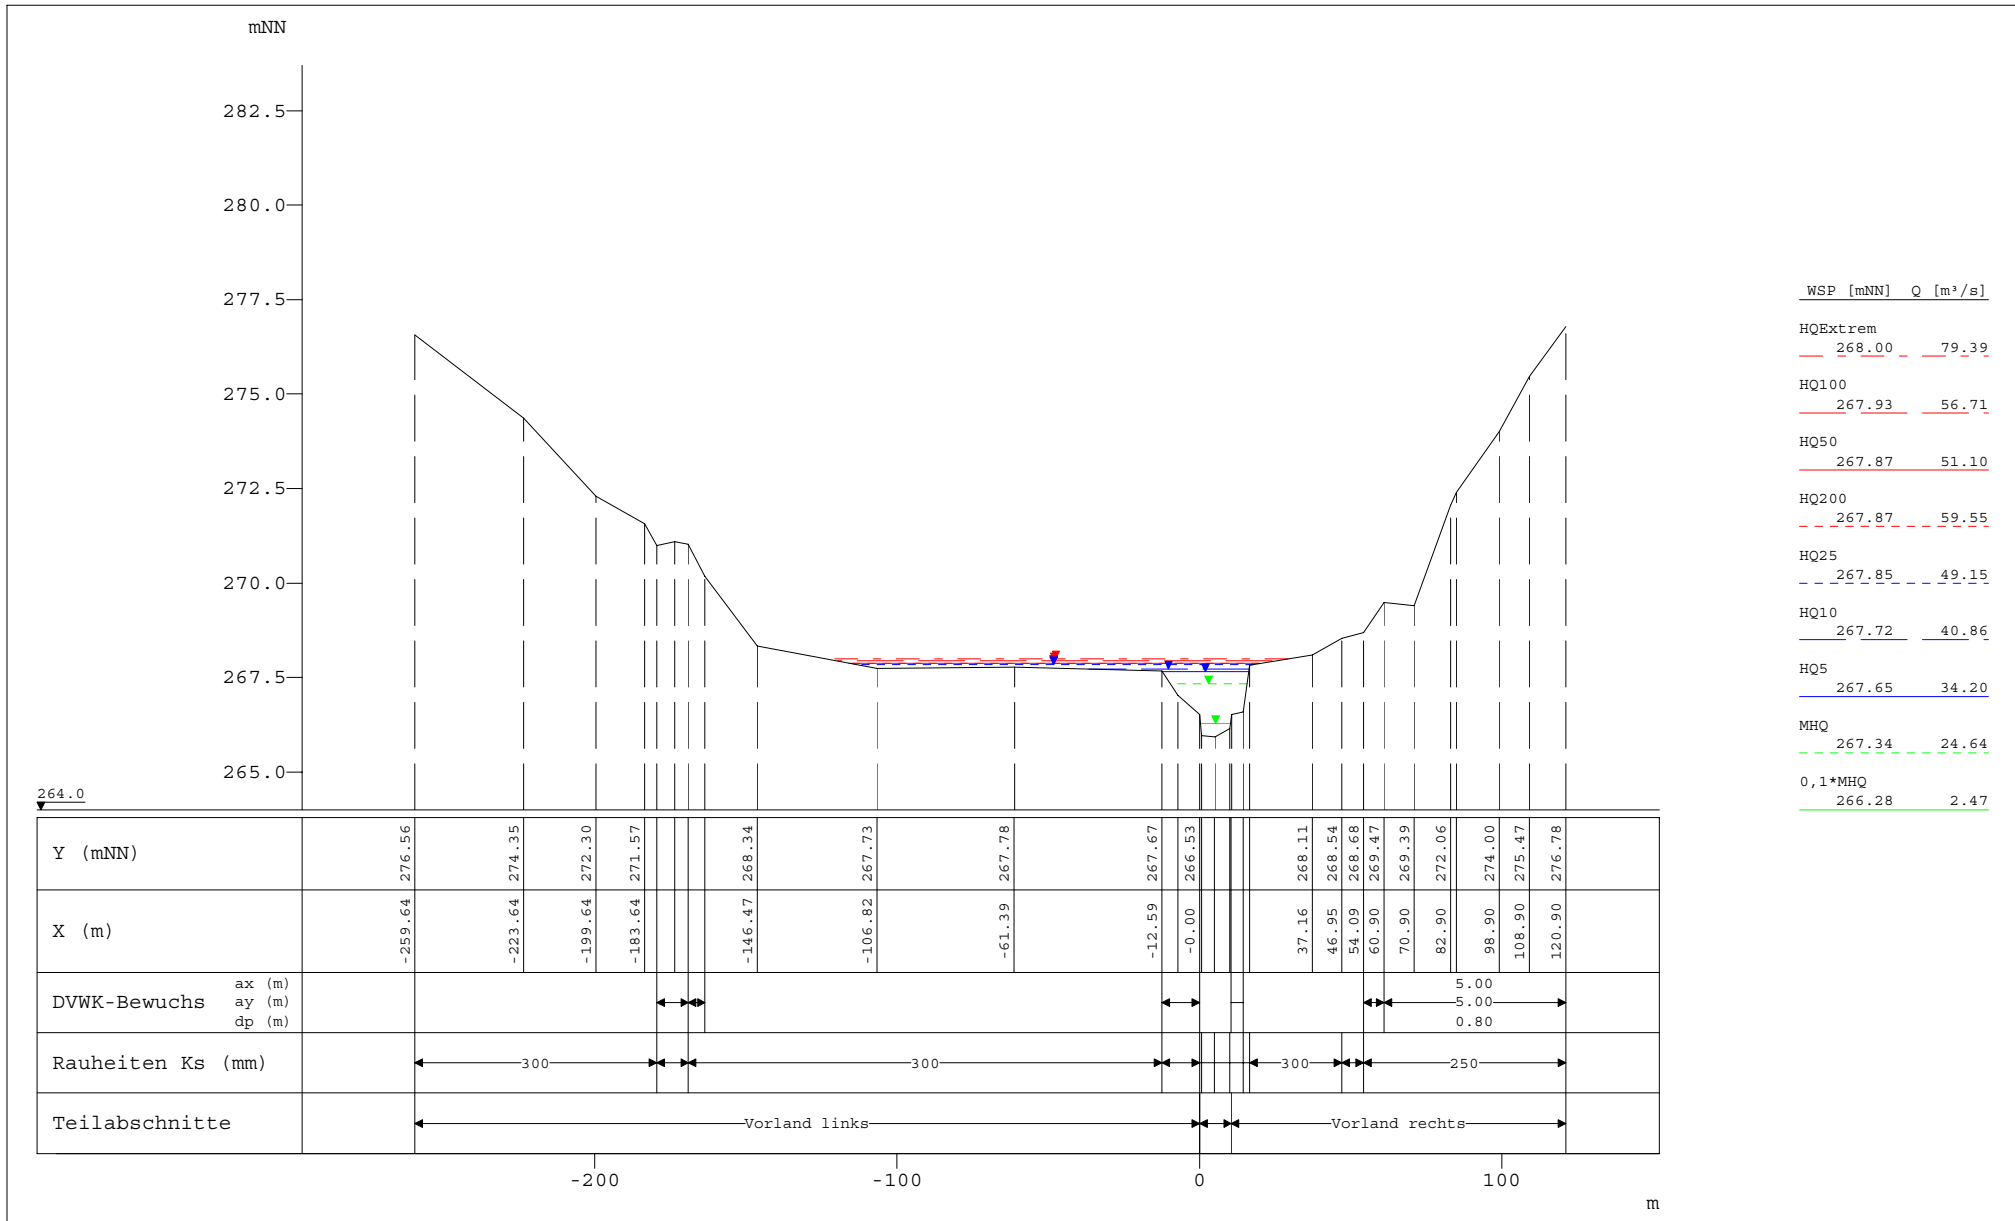 mNN
282.5
280.0
277.5
275.0
272.5
270.0
267.5
265.0
264.0
WSP [mNN] Q [m³/s]
HQExtrem
268.00 79.39
HQ100
267.93 56.71
HQ50
267.87 51.10
HQ200
267.87 59.55
HQ25
267.85 49.15
HQ10
267.72 40.86
HQ5
267.65 34.20
MHQ
267.34 24.64
0,1*MHQ
266.28 2.47
Y (mNN) 276.56 274.35 272.30 271.57 268.34 267.73 267.78 267.67 266.53 268.11 268.54 268.68 269.47 269.39 272.06 274.00 275.47 276.78
X (m) -259.64 -223.64 -199.64 -183.64 -146.47 -106.82 -61.39 -12.59 -0.00 37.16 46.95 54.09 60.90 70.90 82.90 98.90 108.90 120.90
ax (m) 5.00
DVWK-Bewuchs ay (m) 5.00
dp (m) 0.80
Rauheiten Ks (mm) 300 300 300 250
Teilabschnitte Vorland links Vorland rechts
-200 -100 0 100
m